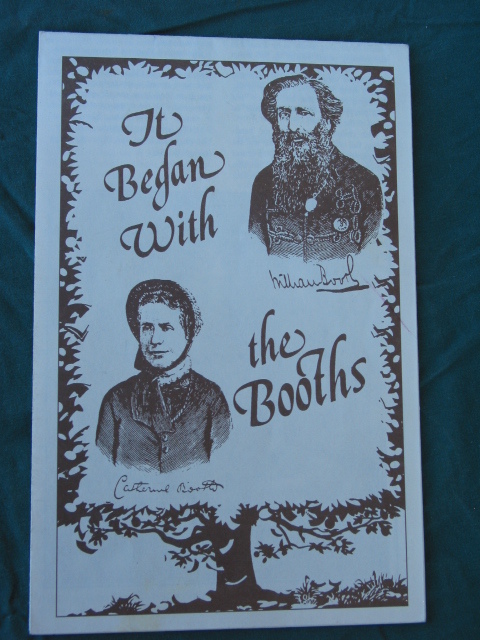 It
Began
With
William Booth
the
Booths
Catherine Booth